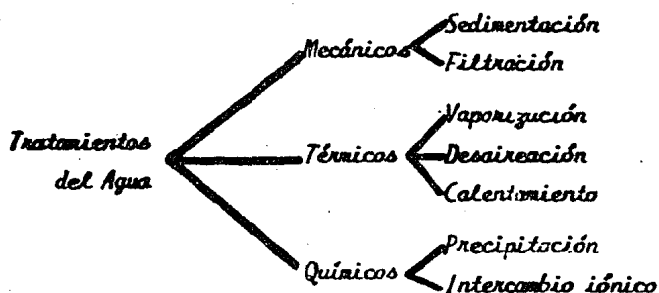 Tratamientos
del Agua
Mecánicos
Sedimentación
Filtración
Térmicos
Vaporización
Desaireación
Calentamiento
Químicos
Precipitación
Intercambio iónico